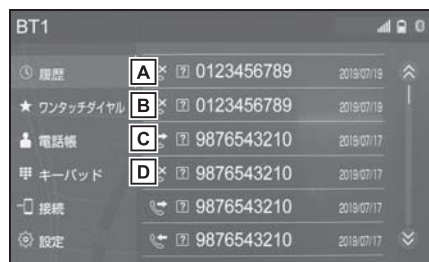 BT1
履歴
A ? 0123456789 2019/07/19
★ ワンタッチダイヤル B ? 0123456789 2019/07/19
電話帳 C ? 9876543210 2019/07/17
キーパッド D ? 9876543210 2019/07/17
接続 ? 9876543210 2019/07/17
設定 ? 9876543210 2019/07/17